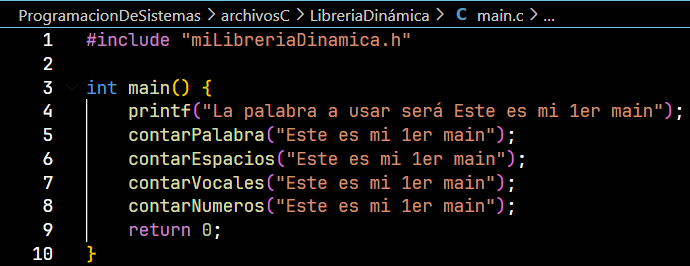 ProgramacionDeSistemas > archivosC > LibreriaDinámica > C main.c > ...
1 #include "miLibreriaDinamica.h"
2
3 int main() {
4 printf("La palabra a usar será Este es mi 1er main");
5 contarPalabra("Este es mi 1er main");
6 contarEspacios("Este es mi 1er main");
7 contarVocales("Este es mi 1er main");
8 contarNumeros("Este es mi 1er main");
9 return 0;
10 }